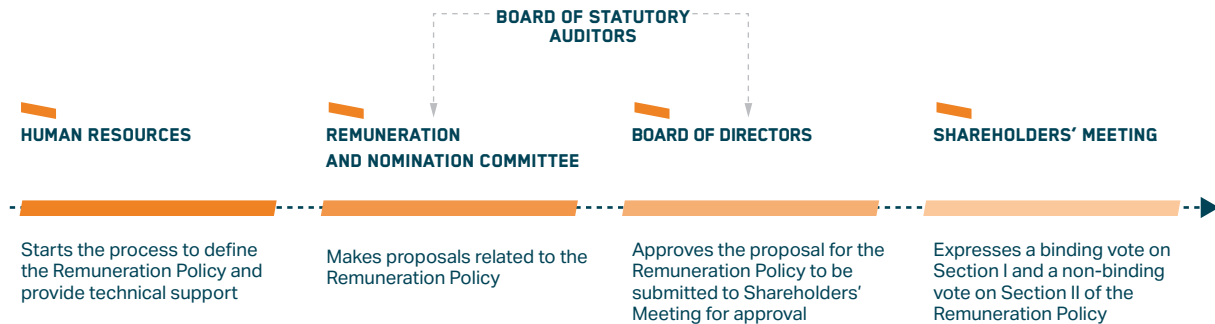 BOARD OF STATUTORY
AUDITORS
HUMAN RESOURCES
Starts the process to define
the Remuneration Policy and
provide technical support
REMUNERATION
AND NOMINATION COMMITTEE
Makes proposals related to the
Remuneration Policy
BOARD OF DIRECTORS
Approves the proposal for the
Remuneration Policy to be
submitted to Shareholders’
Meeting for approval
SHAREHOLDERS’ MEETING
Expresses a binding vote on
Section I and a non-binding
vote on Section II of the
Remuneration Policy